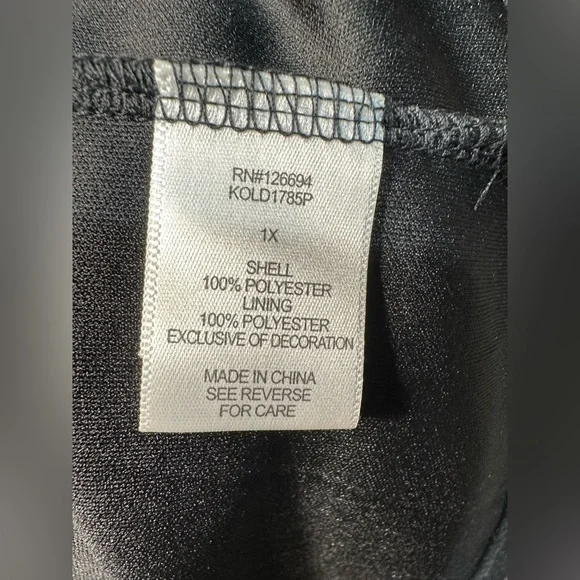 RN#126694
KOLD1785P
1X
SHELL
100% POLYESTER
LINING
100% POLYESTER
EXCLUSIVE OF DECORATION
MADE IN CHINA
SEE REVERSE
FOR CARE